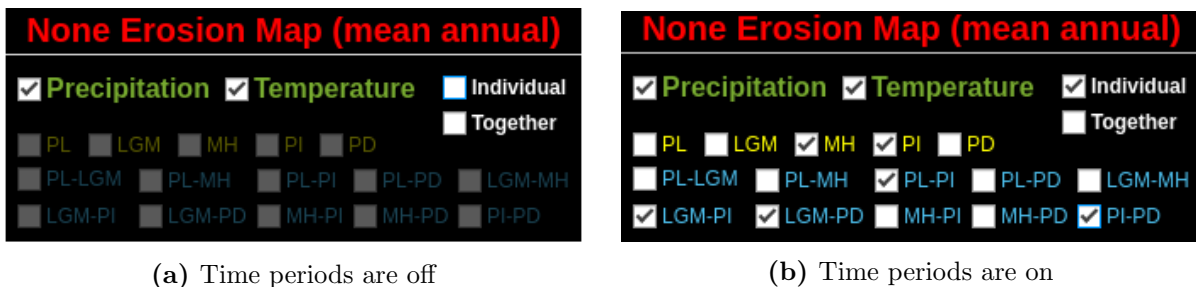 None Erosion Map (mean annual)
Precipitation Temperature Individual
Together
PL LGM MH PI PD
PL-LGM PL-MH PL-PI PL-PD LGM-MH
LGM-PI LGM-PD MH-PI MH-PD PI-PD
(a) Time periods are off
None Erosion Map (mean annual)
Precipitation Temperature Individual
Together
PL LGM MH PI PD
PL-LGM PL-MH PL-PI PL-PD LGM-MH
LGM-PI LGM-PD MH-PI MH-PD PI-PD
(b) Time periods are on